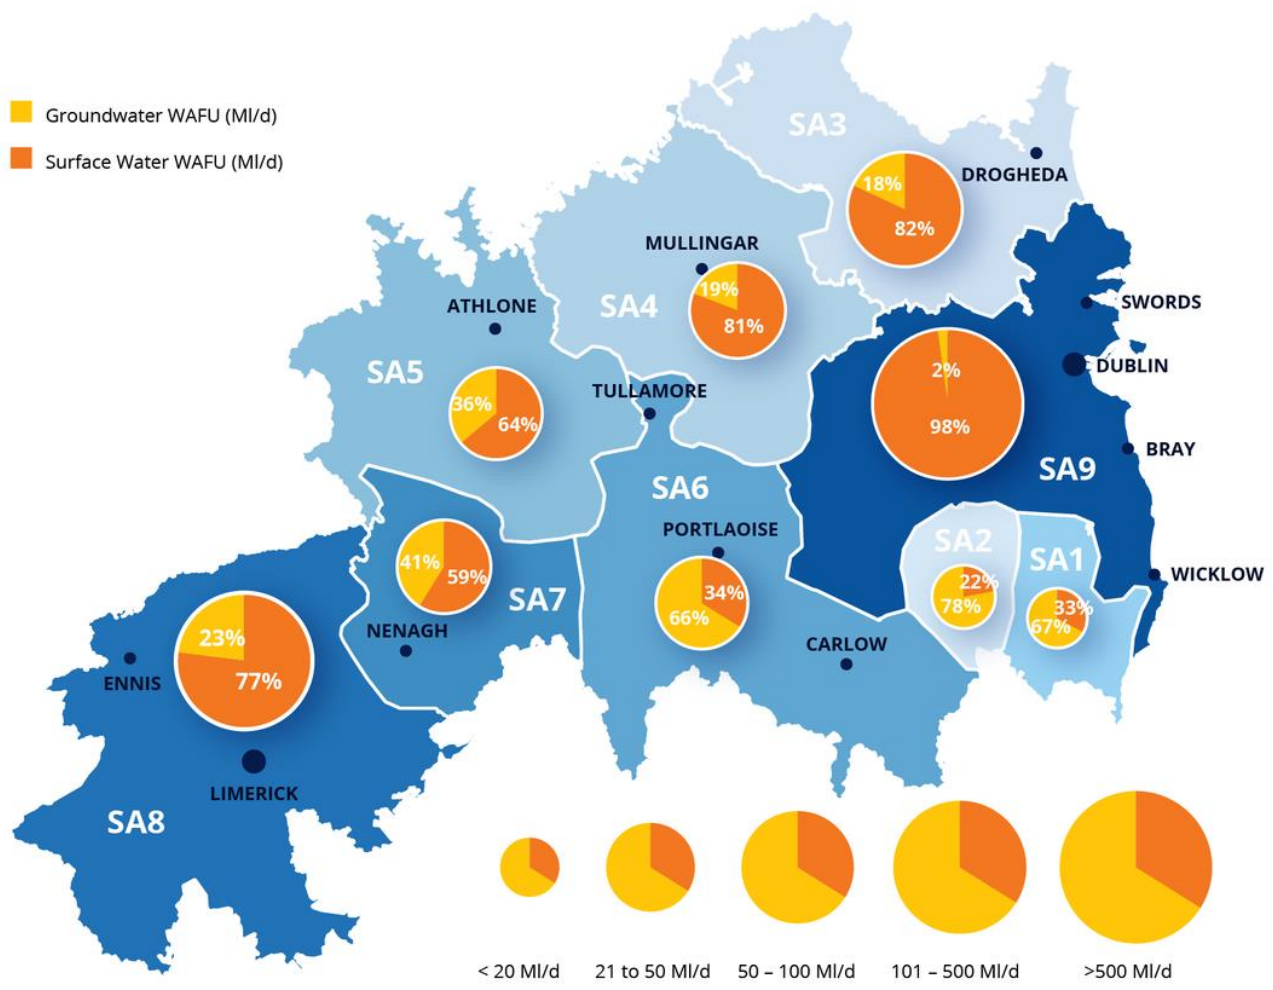 Groundwater WAFU (Ml/d)
Surface Water WAFU (Ml/d)
SA3
DROGHEDA
18%
82%
MULLINGAR
SA4
19%
81%
ATHLONE
SA5
36%
64%
TULLAMORE
SWORDS
DUBLIN
2%
98%
BRAY
SA9
SA6
PORTLAOISE
34%
66%
SA2
22%
78%
SA1
33%
67%
WICKLOW
41%
59%
SA7
NENAGH
CARLOW
23%
77%
ENNIS
LIMERICK
SA8
< 20 Ml/d
21 to 50 Ml/d
50 – 100 Ml/d
101 – 500 Ml/d
>500 Ml/d